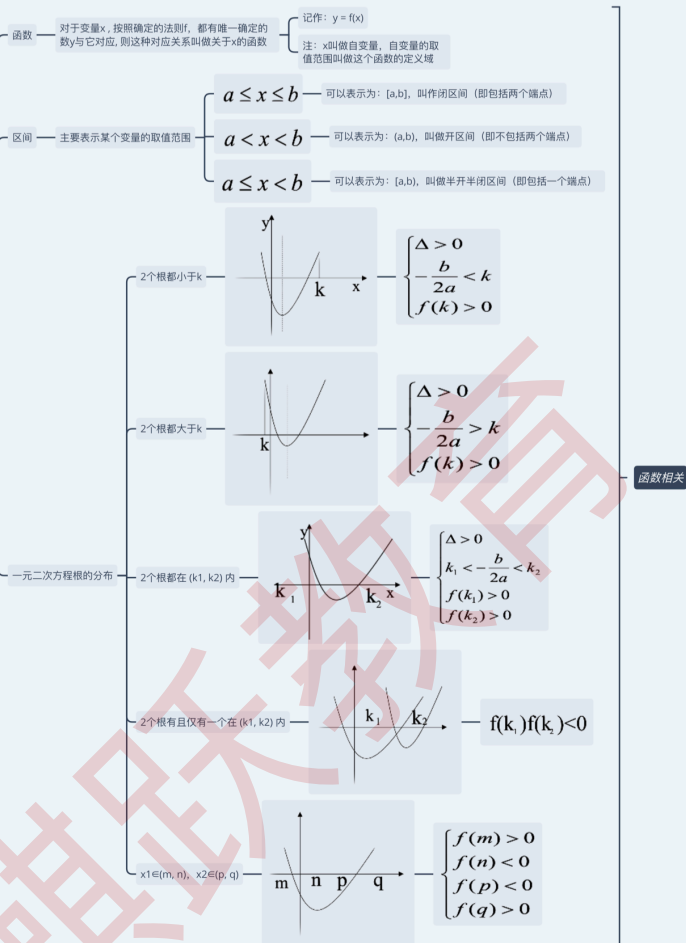 函数
对于变量x , 按照确定的法则f，都有唯一确定的
数y与它对应, 则这种对应关系叫做关于x的函数
记作：y = f(x)
注：x叫做自变量，自变量的取
值范围叫做这个函数的定义域
区间
主要表示某个变量的取值范围
a ≤ x ≤ b
可以表示为：[a,b]，叫作闭区间（即包括两个端点）
a < x < b
可以表示为：(a,b)，叫做开区间（即不包括两个端点）
a ≤ x < b
可以表示为：[a,b)，叫做半开半闭区间（即包括一个端点）
一元二次方程根的分布
2个根都小于k
y
k
x
Δ > 0
-b/2a < k
f(k) > 0
2个根都大于k
k
Δ > 0
-b/2a > k
f(k) > 0
2个根都在 (k1, k2) 内
y
k₁
k₂
x
Δ > 0
k₁ < -b/2a < k₂
f(k₁) > 0
f(k₂) > 0
2个根有且仅有一个在 (k1, k2) 内
k₁
k₂
f(k₁)f(k₂)<0
x1∈(m, n)，x2∈(p, q)
m n p q
f(m) > 0
f(n) < 0
f(p) < 0
f(q) > 0
函数相关
跃教育